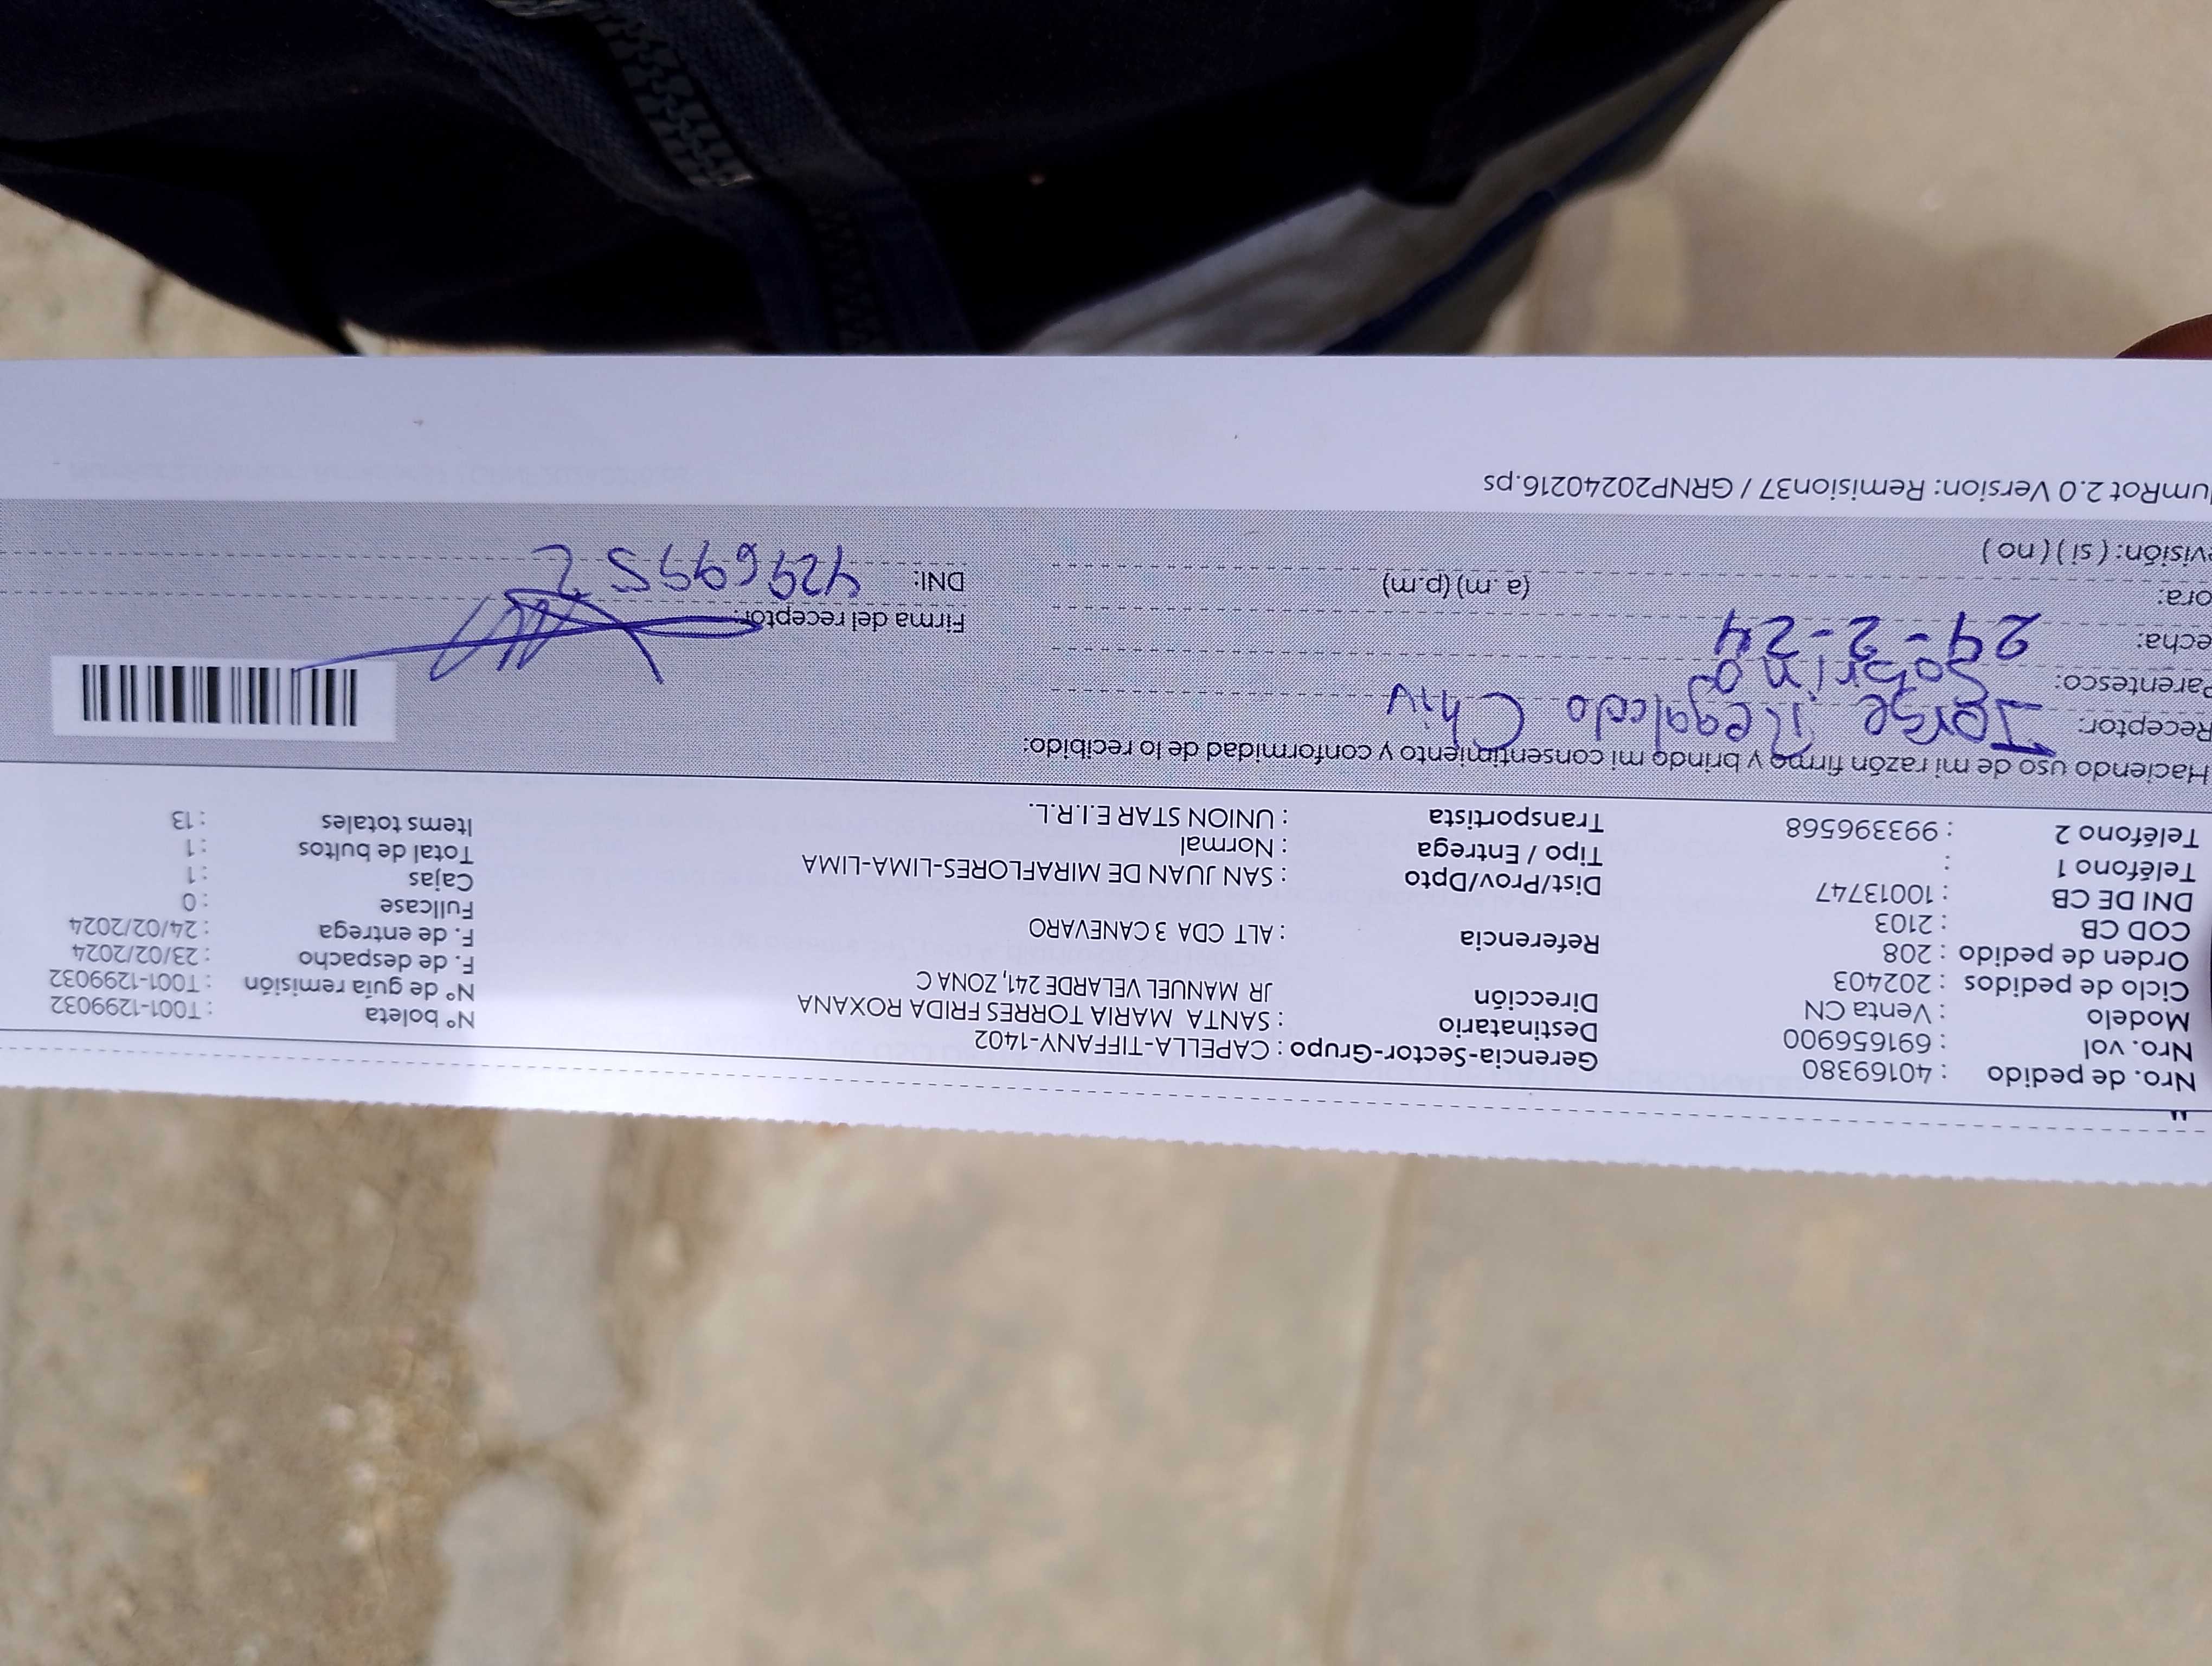 Nro. de pedido : 40169380 Gerencia-Sector-Grupo : CAPELLA-TIFFANY-1402 N° boleta : T001-1299032
Nro. vol : 691656900 Destinatario : SANTA MARIA TORRES FRIDA ROXANA N° de guía remisión : T001-1299032
Modelo : Venta CN Dirección JR MANUEL VELARDE 241, ZONA C F. de despacho : 23/02/2024
Ciclo de pedidos : 202403 F. de entrega : 24/02/2024
Orden de pedido : 208 Referencia : ALT CDA 3 CANEVARO Fullcase : 0
COD CB : 2103 Cajas : 1
DNI DE CB : 10013747 Dist/Prov/Dpto : SAN JUAN DE MIRAFLORES-LIMA-LIMA Total de bultos : 1
Teléfono 1 : Tipo / Entrega : Normal Items totales : 13
Teléfono 2 : 993396568 Transportista : UNION STAR E.I.R.L.
Haciendo uso de mi razón firmo y brindo mi consentimiento y conformidad de lo recibido:
Receptor: Jorge Regalado
Parentesco: Sobrino
echa: 24-2-24 Firma del receptor:
ora: (a.m) (p.m) DNI:
visión: ( si ) ( no )
umRot 2.0 Version: Remision37 / GRNP20240216.ps